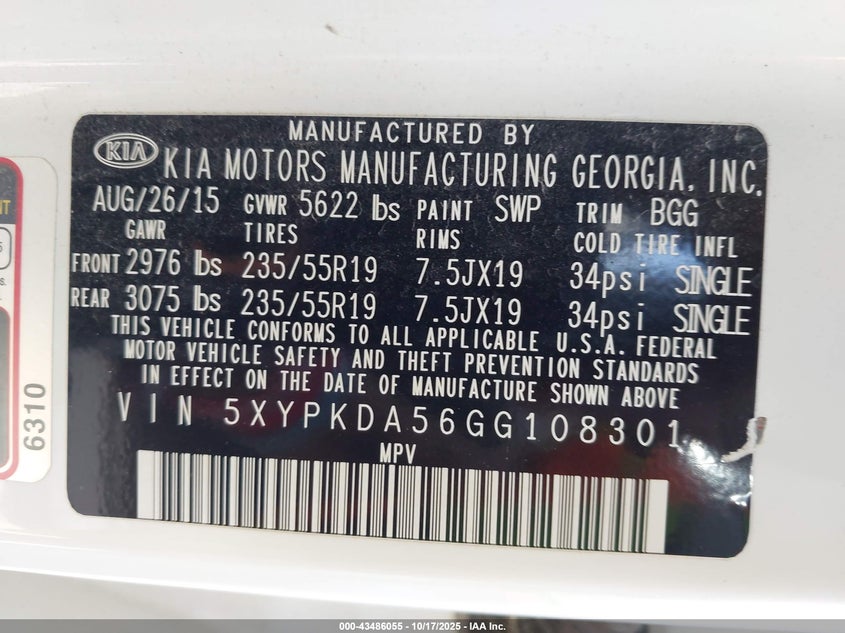 MANUFACTURED BY
KIA KIA MOTORS MANUFACTURING GEORGIA, INC.
AUG/26/15 GVWR 5622 lbs PAINT SWP TRIM BGG
GAWR TIRES RIMS COLD TIRE INFL
FRONT 2976 lbs 235/55R19 7.5JX19 34psi SINGLE
REAR 3075 lbs 235/55R19 7.5JX19 34psi SINGLE
THIS VEHICLE CONFORMS TO ALL APPLICABLE U.S.A. FEDERAL
MOTOR VEHICLE SAFETY AND THEFT PREVENTION STANDARDS
IN EFFECT ON THE DATE OF MANUFACTURE SHOWN ABOVE
VIN 5XYPKDA56GG108301
MPV
6310
000-43486055 - 10/17/2025 - IAA Inc.